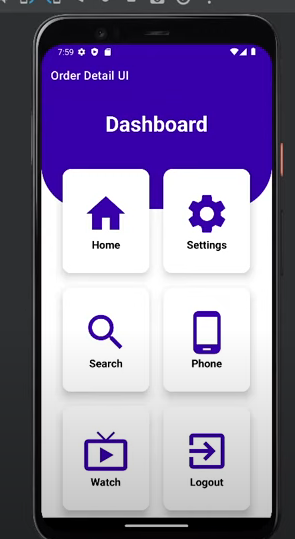 7:59
Order Detail UI
Dashboard
Home
Settings
Search
Phone
Watch
Logout